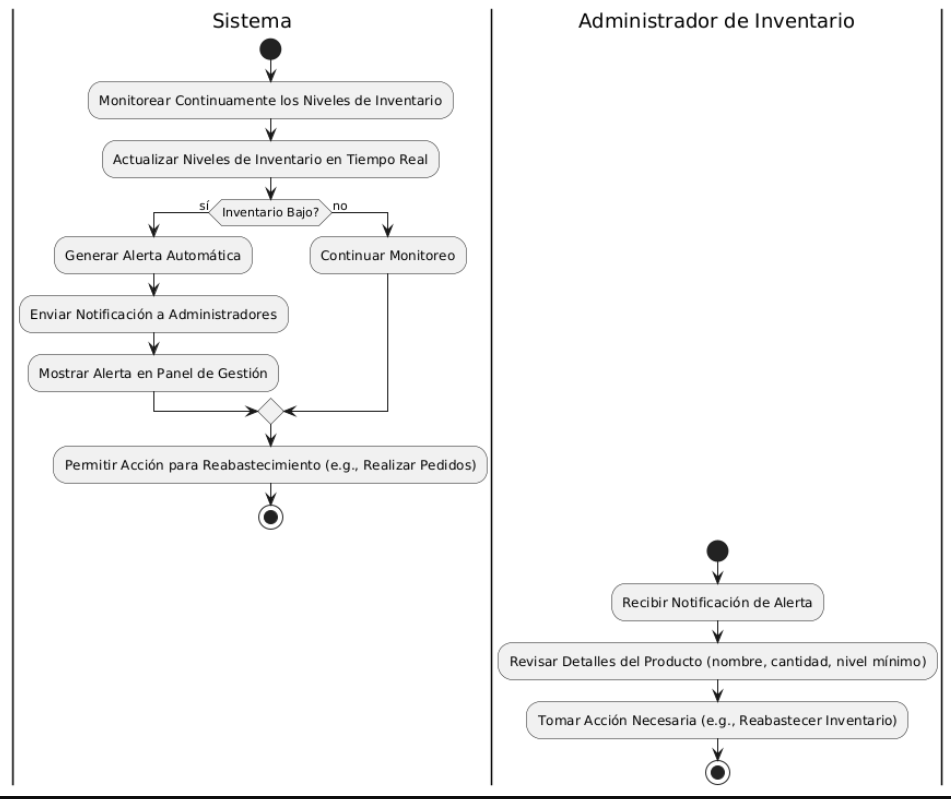 Sistema
Administrador de Inventario
Monitorear Continuamente los Niveles de Inventario
Actualizar Niveles de Inventario en Tiempo Real
sí
Inventario Bajo?
no
Generar Alerta Automática
Continuar Monitoreo
Enviar Notificación a Administradores
Mostrar Alerta en Panel de Gestión
Permitir Acción para Reabastecimiento (e.g., Realizar Pedidos)
Recibir Notificación de Alerta
Revisar Detalles del Producto (nombre, cantidad, nivel mínimo)
Tomar Acción Necesaria (e.g., Reabastecer Inventario)